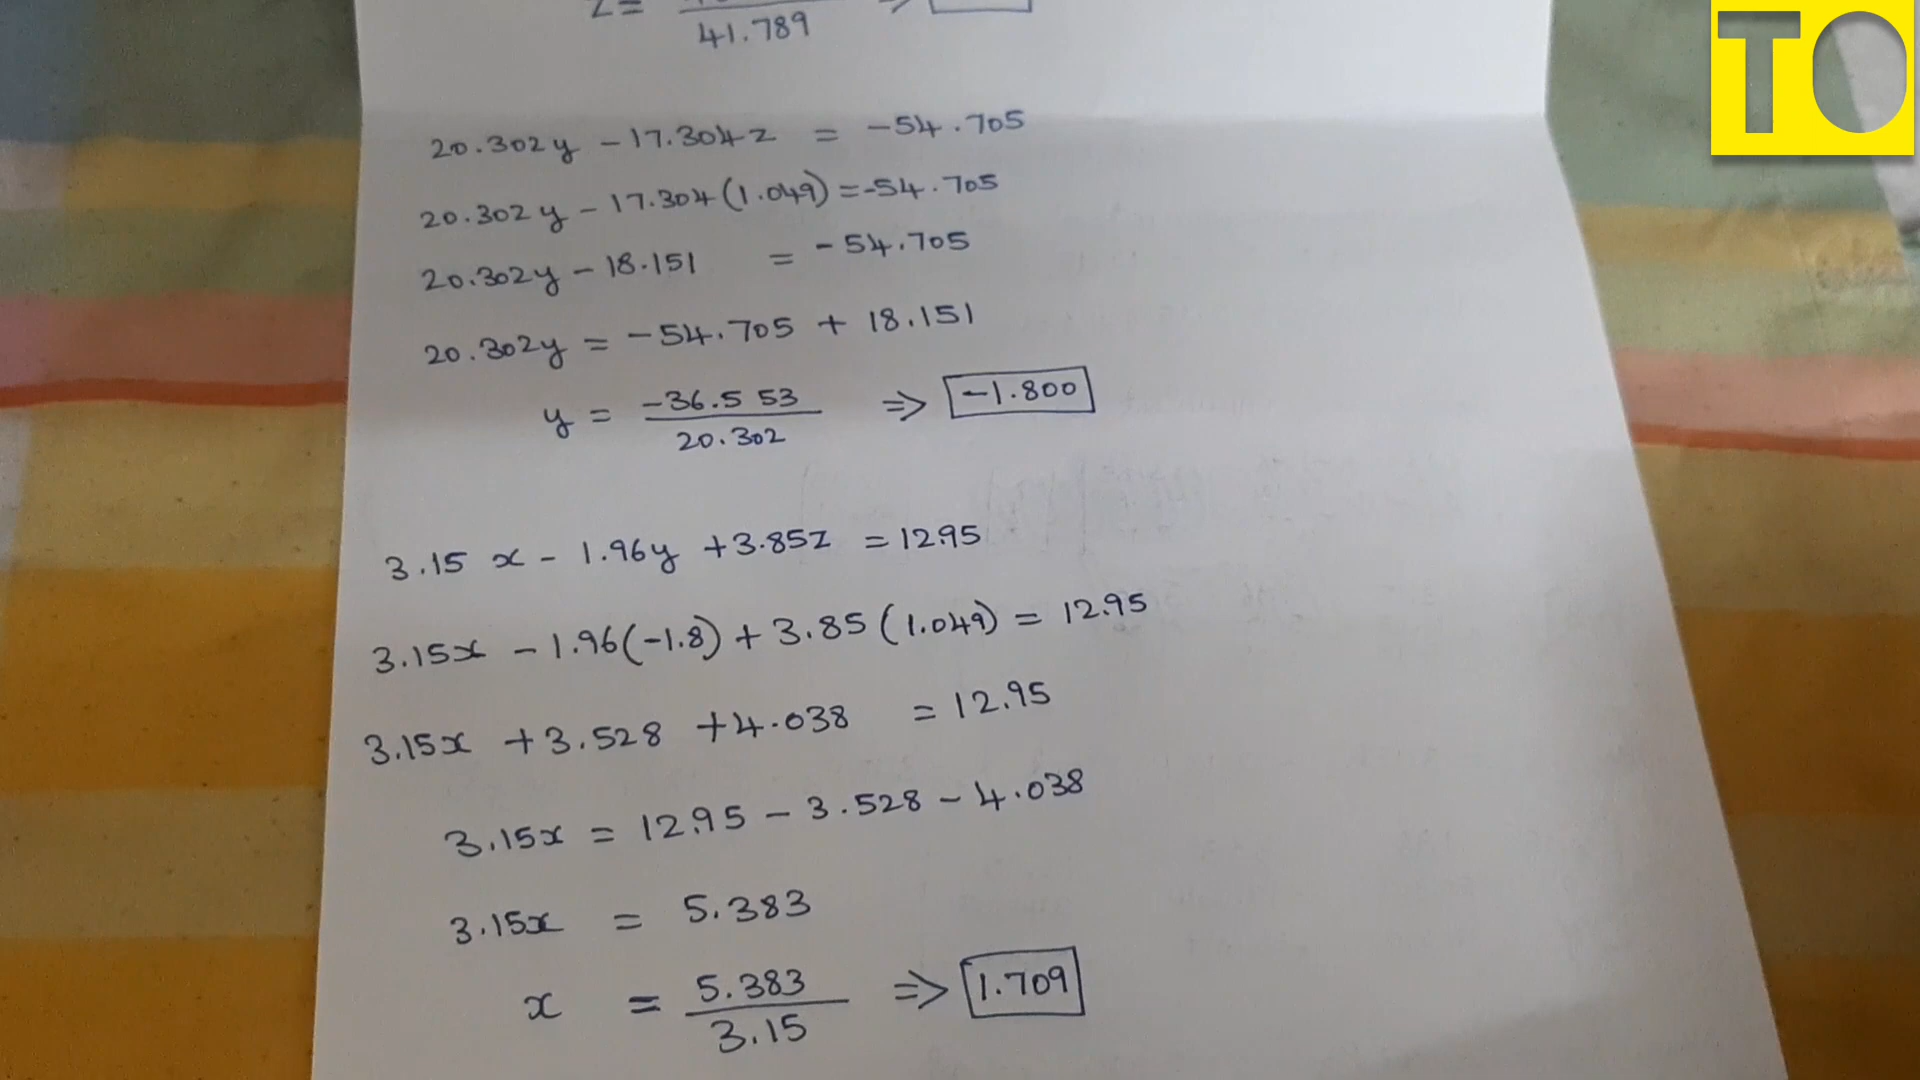 TO
41.789
20.302y - 17.304z = -54.705
20.302y - 17.304(1.049) = -54.705
20.302y - 18.151 = -54.705
20.302y = -54.705 + 18.151
y = -36.553 / 20.302 => -1.800
3.15x - 1.96y + 3.85z = 12.95
3.15x - 1.96(-1.8) + 3.85(1.049) = 12.95
3.15x + 3.528 + 4.038 = 12.95
3.15x = 12.95 - 3.528 - 4.038
3.15x = 5.383
x = 5.383 / 3.15 => 1.709